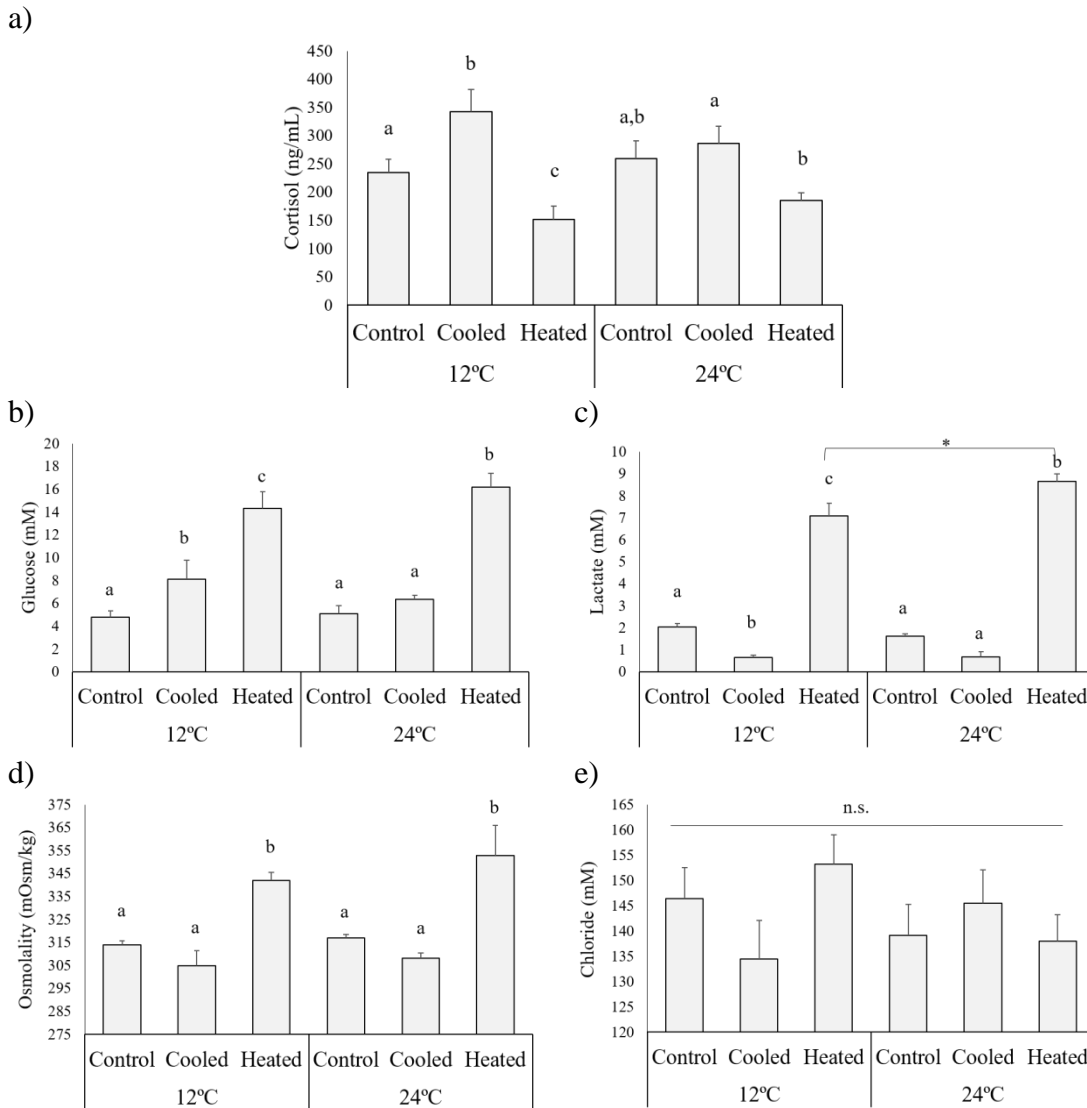 a)
Cortisol (ng/mL)
450
400
350
300
250
200
150
100
50
0
a
b
c
a,b
a
b
Control Cooled Heated Control Cooled Heated
12ºC 24ºC
b)
Glucose (mM)
20
18
16
14
12
10
8
6
4
2
0
a
b
c
a
a
b
Control Cooled Heated Control Cooled Heated
12ºC 24ºC
c)
Lactate (mM)
10
9
8
7
6
5
4
3
2
1
0
*
a
b
c
a
a
b
Control Cooled Heated Control Cooled Heated
12ºC 24ºC
d)
Osmolality (mOsm/kg)
375
365
355
345
335
325
315
305
295
285
275
a
a
b
a
a
b
Control Cooled Heated Control Cooled Heated
12ºC 24ºC
e)
Chloride (mM)
165
160
155
150
145
140
135
130
125
120
n.s.
Control Cooled Heated Control Cooled Heated
12ºC 24ºC